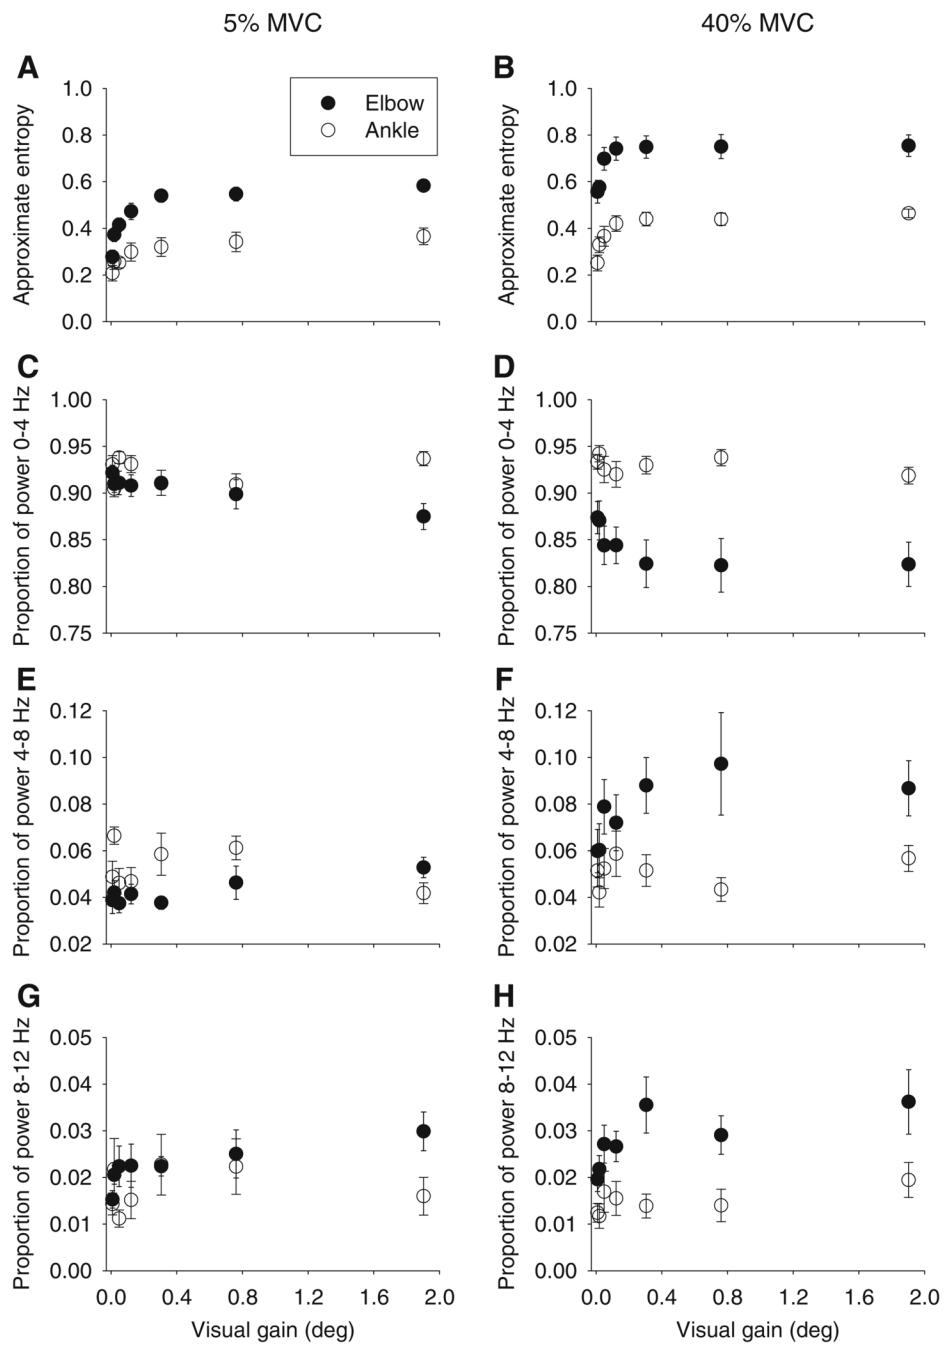 5% MVC
40% MVC
A
B
Approximate entropy
1.0
0.8
0.6
0.4
0.2
0.0
Elbow
Ankle
Approximate entropy
1.0
0.8
0.6
0.4
0.2
0.0
C
D
Proportion of power 0-4 Hz
1.00
0.95
0.90
0.85
0.80
0.75
Proportion of power 0-4 Hz
1.00
0.95
0.90
0.85
0.80
0.75
E
F
Proportion of power 4-8 Hz
0.12
0.10
0.08
0.06
0.04
0.02
Proportion of power 4-8 Hz
0.12
0.10
0.08
0.06
0.04
0.02
G
H
Proportion of power 8-12 Hz
0.05
0.04
0.03
0.02
0.01
0.00
0.0 0.4 0.8 1.2 1.6 2.0
Visual gain (deg)
Proportion of power 8-12 Hz
0.05
0.04
0.03
0.02
0.01
0.00
0.0 0.4 0.8 1.2 1.6 2.0
Visual gain (deg)